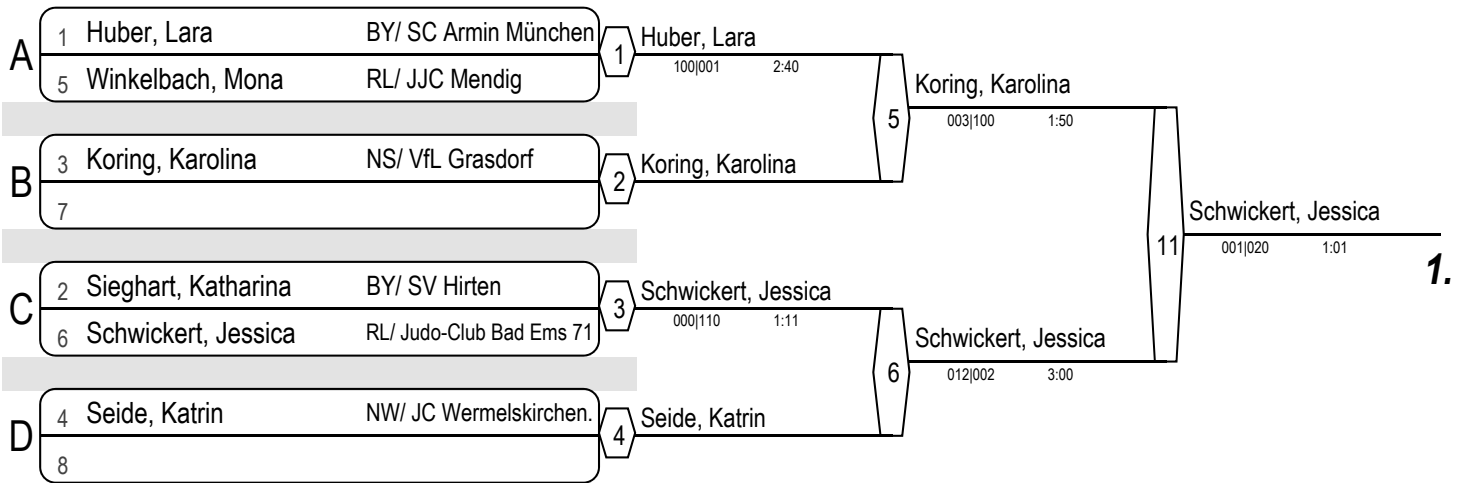 A
1 Huber, Lara BY/ SC Armin München
5 Winkelbach, Mona RL/ JJC Mendig
1
Huber, Lara
100|001 2:40
B
3 Koring, Karolina NS/ VfL Grasdorf
7
2
Koring, Karolina
5
Koring, Karolina
003|100 1:50
C
2 Sieghart, Katharina BY/ SV Hirten
6 Schwickert, Jessica RL/ Judo-Club Bad Ems 71
3
Schwickert, Jessica
000|110 1:11
D
4 Seide, Katrin NW/ JC Wermelskirchen.
8
4
Seide, Katrin
6
Schwickert, Jessica
012|002 3:00
11
Schwickert, Jessica
001|020 1:01
1.